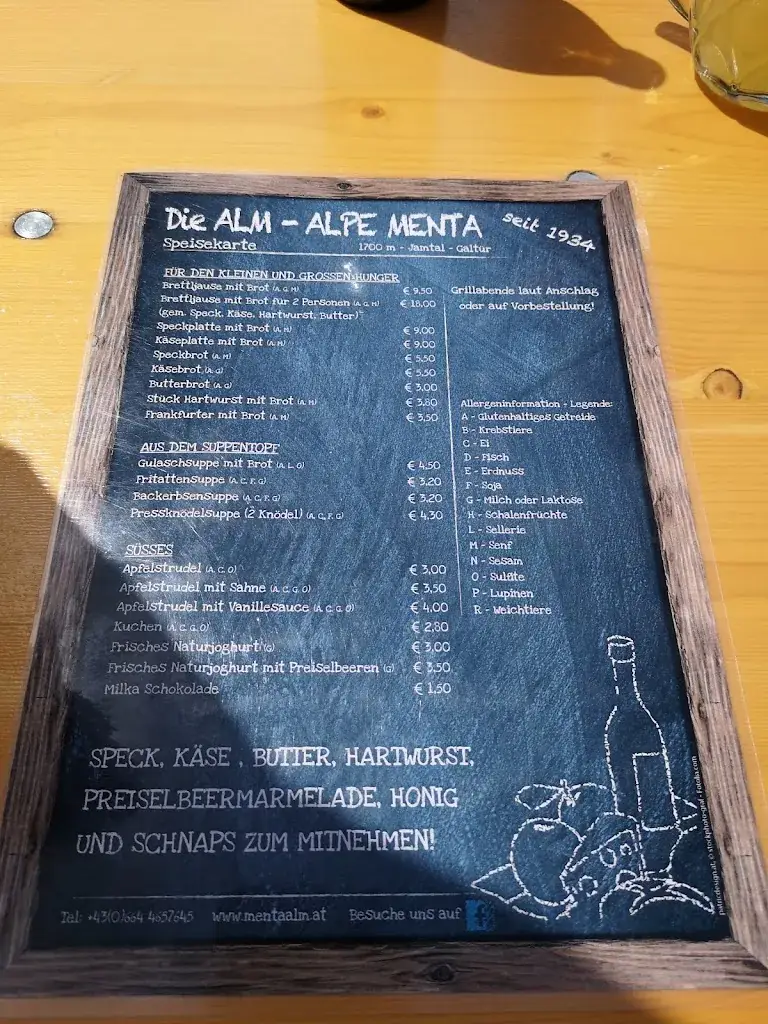 Die ALM - ALPE MENTA seit 1934
Speisekarte 1700 m - Jamtal - Galtür
FÜR DEN KLEINEN UND GROSSEN HUNGER
Brettljause mit Brot (A, G, M) € 9,50
Brettljause mit Brot für 2 Personen (A, G, M) € 18,00
(gem. Speck, Käse, Hartwurst, Butter)
Speckplatte mit Brot (A, M) € 9,00
Käseplatte mit Brot (A, M) € 9,00
Speckbrot (A, M) € 5,50
Käsebrot (A, G) € 5,50
Butterbrot (A, G) € 3,00
Stück Hartwurst mit Brot (A, M) € 3,80
Frankfurter mit Brot (A, M) € 3,50
AUS DEM SUPPENTOPF
Gulaschsuppe mit Brot (A, L, O) € 4,50
Fritattensuppe (A, C, F, G) € 3,20
Backerbsensuppe (A, C, F, G) € 3,20
Pressknödelsuppe (2 Knödel) (A, C, F, G) € 4,30
SÜSSES
Apfelstrudel (A, C, O) € 3,00
Apfelstrudel mit Sahne (A, C, G, O) € 3,50
Apfelstrudel mit Vanillesauce (A, C, G, O) € 4,00
Kuchen (A, C, G, O) € 2,80
Frisches Naturjoghurt (G) € 3,00
Frisches Naturjoghurt mit Preiselbeeren (G) € 3,50
Milka Schokolade € 1,50
Grillabende laut Anschlag
oder auf Vorbestellung!
Allergeninformation - Legende:
A - Glutenhaltiges Getreide
B - Krebstiere
C - Ei
D - Fisch
E - Erdnuss
F - Soja
G - Milch oder Laktose
H - Schalenfrüchte
L - Sellerie
M - Senf
N - Sesam
O - Sulfite
P - Lupinen
R - Weichtiere
SPECK, KÄSE , BUTTER, HARTWURST,
PREISELBEERMARMELADE, HONIG
UND SCHNAPS ZUM MITNEHMEN!
Tel: +43(0)664 4657645 www.mentaalm.at Besuche uns auf f